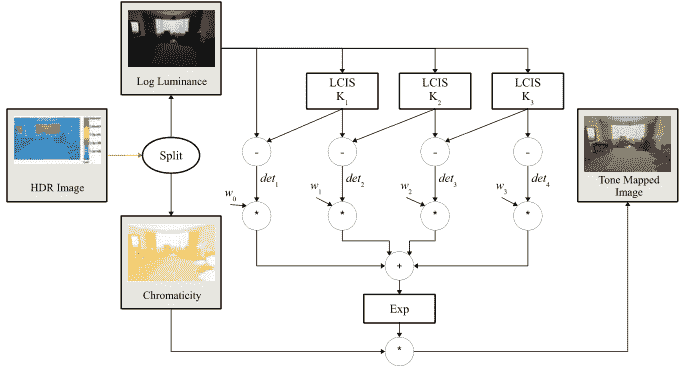 Log Luminance
LCIS
K1
LCIS
K2
LCIS
K3
HDR Image
Split
- - - -
det1 det2 det3 det4
w0 w1 w2 w3
* * * *
Tone Mapped
Image
Chromaticity
+
Exp
*